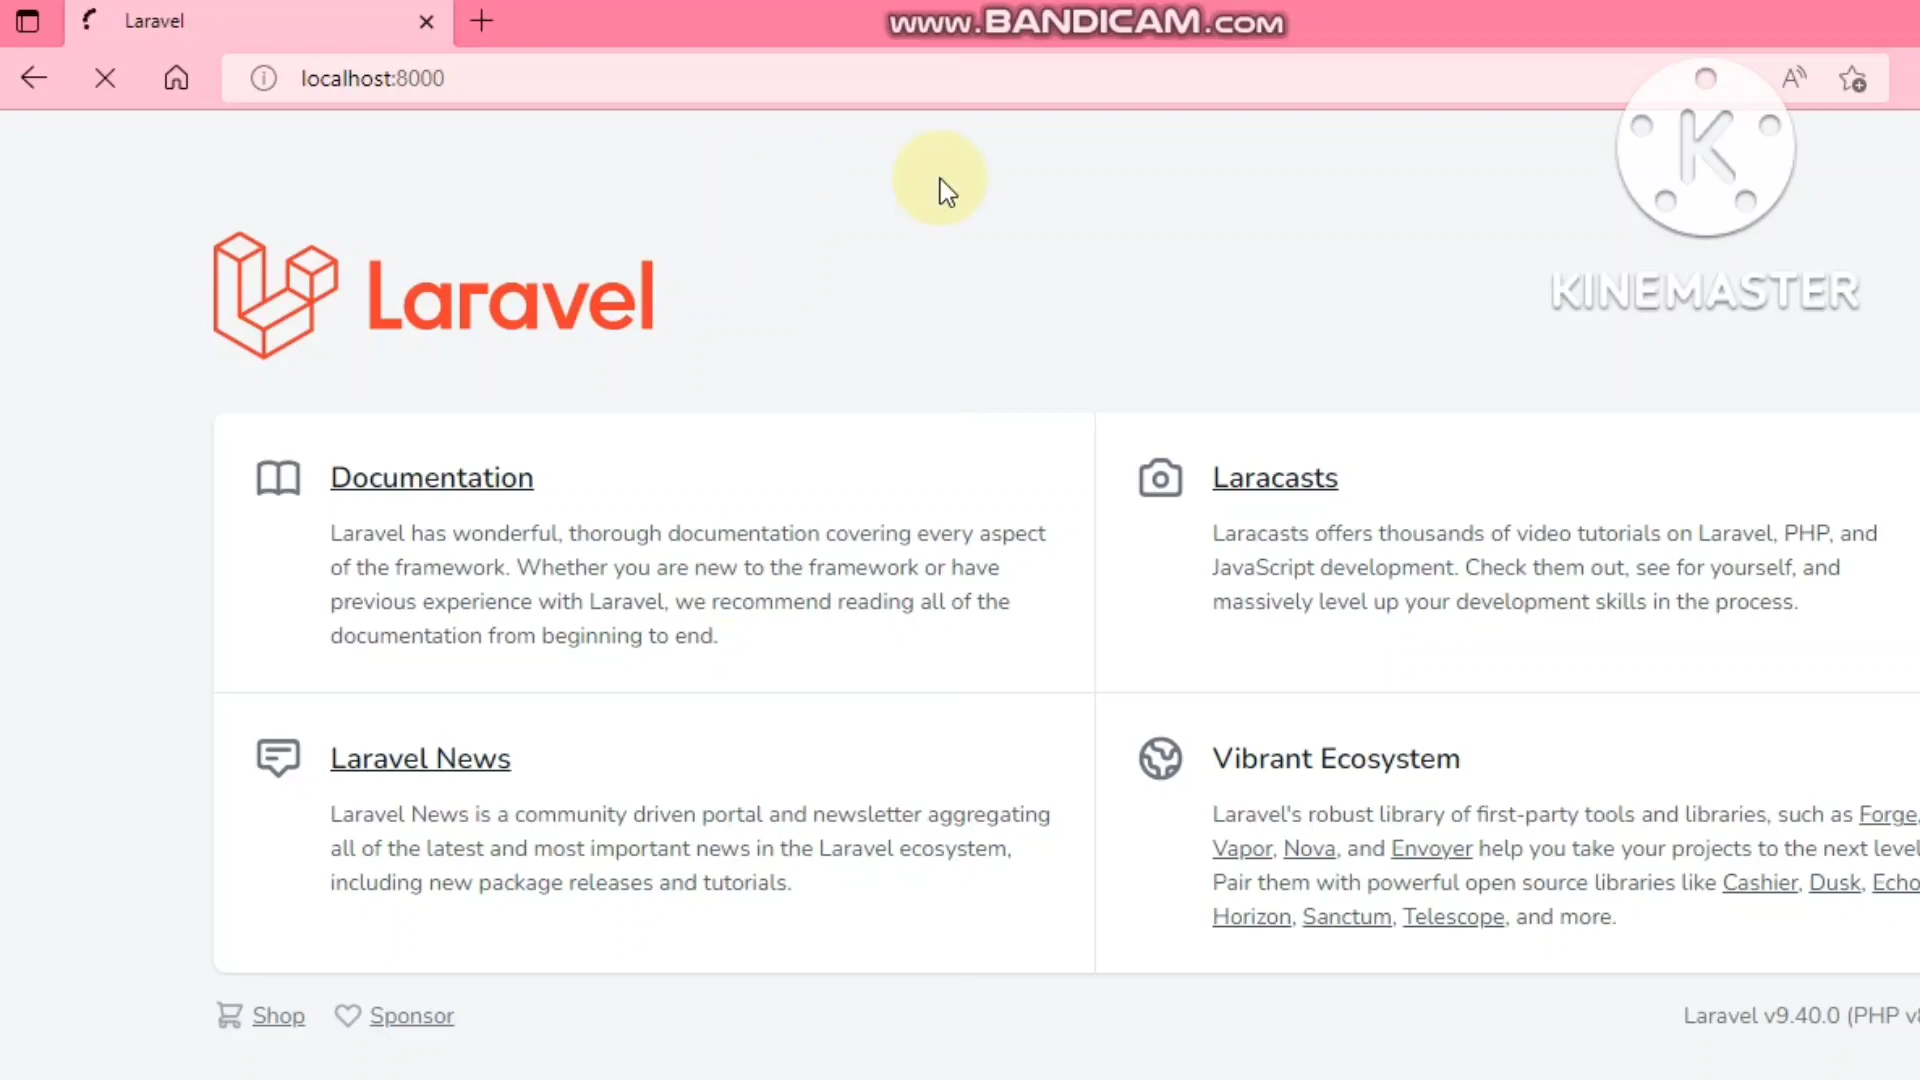 Laravel
www.BANDICAM.com
localhost:8000
K
KINEMASTER
Laravel
Documentation
Laravel has wonderful, thorough documentation covering every aspect
of the framework. Whether you are new to the framework or have
previous experience with Laravel, we recommend reading all of the
documentation from beginning to end.
Laracasts
Laracasts offers thousands of video tutorials on Laravel, PHP, and
JavaScript development. Check them out, see for yourself, and
massively level up your development skills in the process.
Laravel News
Laravel News is a community driven portal and newsletter aggregating
all of the latest and most important news in the Laravel ecosystem,
including new package releases and tutorials.
Vibrant Ecosystem
Laravel's robust library of first-party tools and libraries, such as Forge,
Vapor, Nova, and Envoyer help you take your projects to the next level
Pair them with powerful open source libraries like Cashier, Dusk, Echo
Horizon, Sanctum, Telescope, and more.
Shop Sponsor
Laravel v9.40.0 (PHP v8